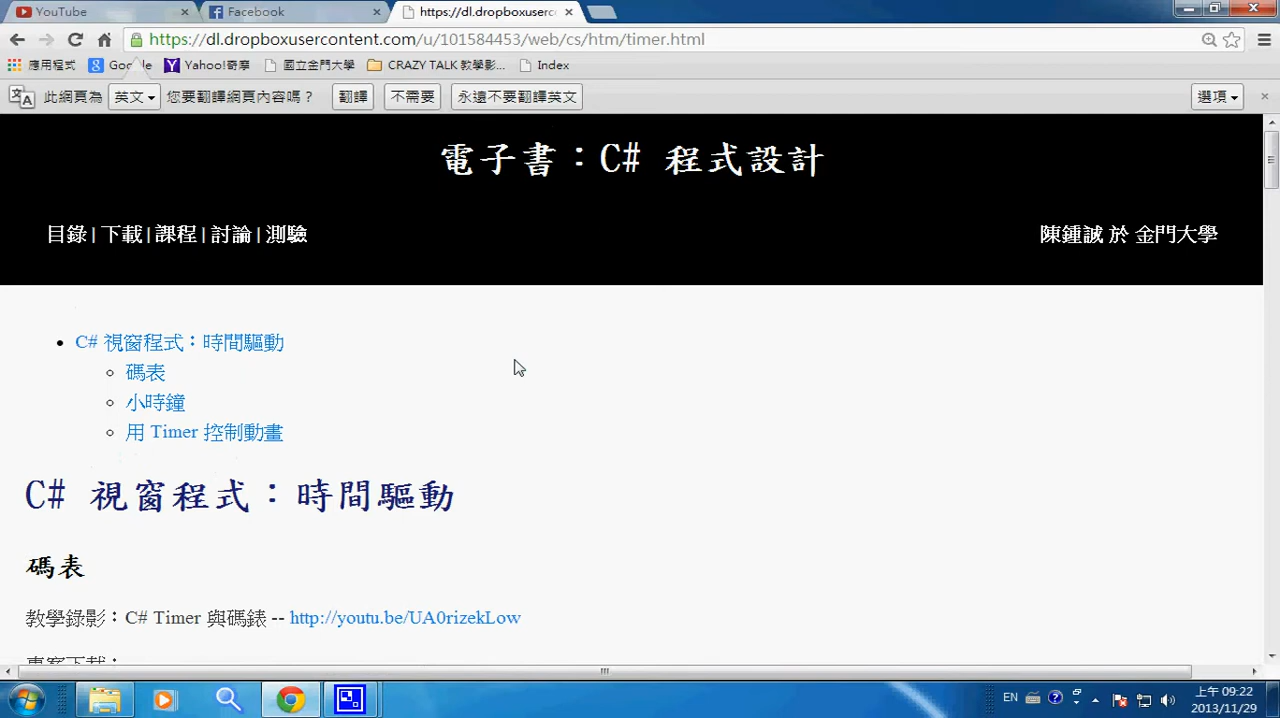 YouTube
Facebook
https://dl.dropboxuserc
https://dl.dropboxusercontent.com/u/101584453/web/cs/htm/timer.html
應用程式 Yahoo!奇摩 國立金門大學 CRAZY TALK 教學影... Index
此網頁為 英文 您要翻譯網頁內容嗎？ 翻譯 不需要 永遠不要翻譯英文 選項
電子書：C# 程式設計
目錄 | 下載 | 課程 | 討論 | 測驗 陳鍾誠 於 金門大學
C# 視窗程式：時間驅動
碼表
小時鐘
用 Timer 控制動畫
C# 視窗程式：時間驅動
碼表
教學錄影：C# Timer 與碼錶 -- http://youtu.be/UA0rizekLow
專案下載：
EN 上午 09:22
2013/11/29